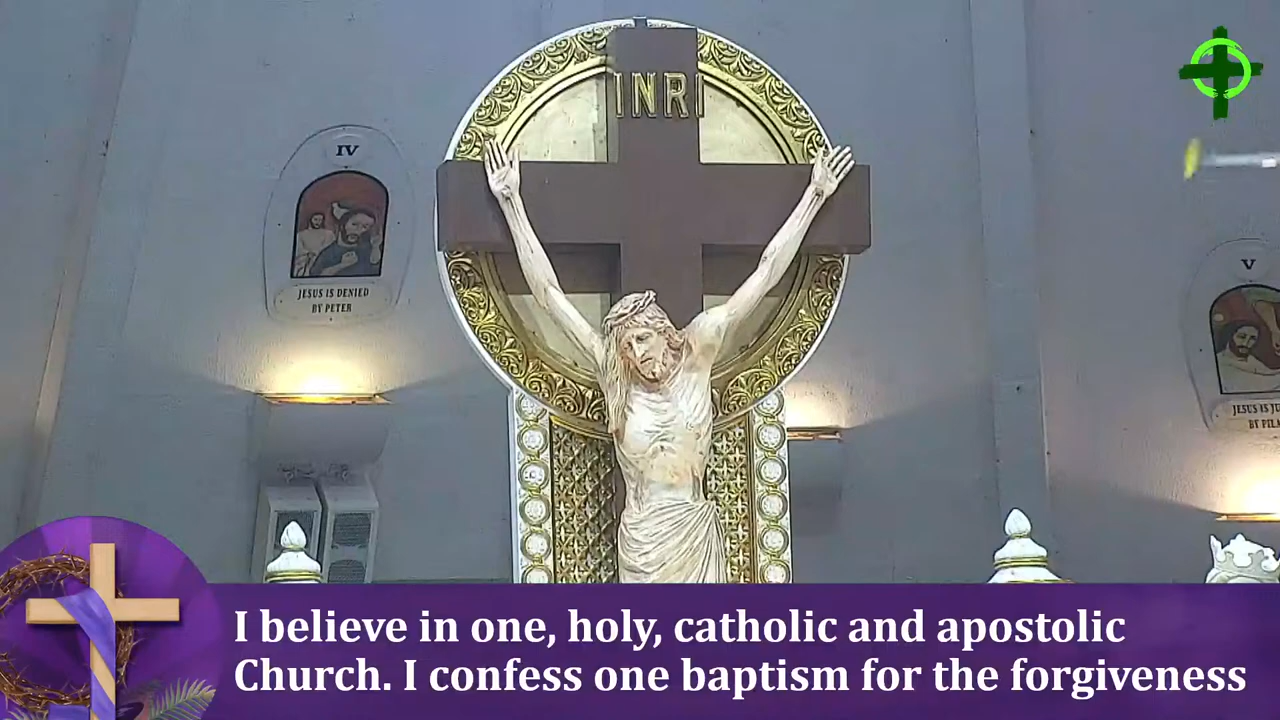 INRI
IV
JESUS IS DENIED
BY PETER
V
I believe in one, holy, catholic and apostolic
Church. I confess one baptism for the forgiveness